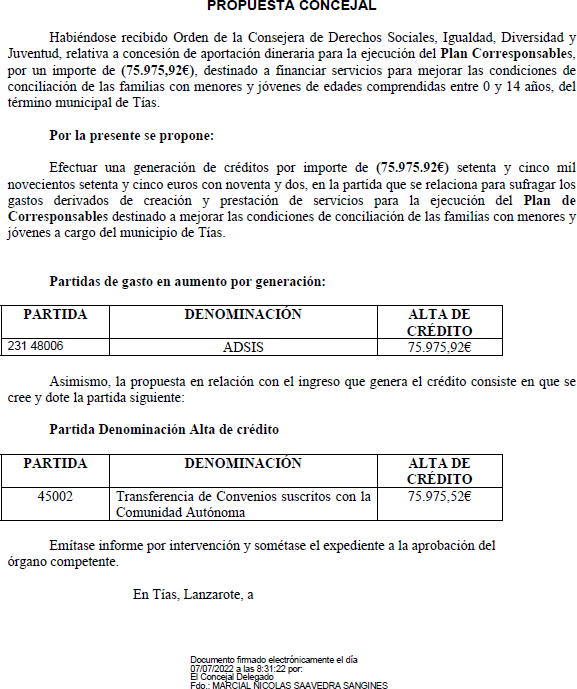 PROPUESTA CONCEJAL
Habiéndose recibido Orden de la Consejera de Derechos Sociales, Igualdad, Diversidad y
Juventud, relativa a concesión de aportación dineraria para la ejecución del Plan Corresponsables,
por un importe de (75.975,92€), destinado a financiar servicios para mejorar las condiciones de
conciliación de las familias con menores y jóvenes de edades comprendidas entre 0 y 14 años, del
término municipal de Tías.
Por la presente se propone:
Efectuar una generación de créditos por importe de (75.975.92€) setenta y cinco mil
novecientos setenta y cinco euros con noventa y dos, en la partida que se relaciona para sufragar los
gastos derivados de creación y prestación de servicios para la ejecución del Plan de
Corresponsables destinado a mejorar las condiciones de conciliación de las familias con menores y
jóvenes a cargo del municipio de Tías.
Partidas de gasto en aumento por generación:
PARTIDA DENOMINACIÓN ALTA DE
CRÉDITO
231 48006 ADSIS 75.975,92€
Asimismo, la propuesta en relación con el ingreso que genera el crédito consiste en que se
cree y dote la partida siguiente:
Partida Denominación Alta de crédito
PARTIDA DENOMINACIÓN ALTA DE
CRÉDITO
45002 Transferencia de Convenios suscritos con la 75.975,52€
Comunidad Autónoma
Emítase informe por intervención y sométase el expediente a la aprobación del
órgano competente.
En Tías, Lanzarote, a
Documento firmado electrónicamente el día
07/07/2022 a las 8:31:22 por:
El Concejal Delegado
Fdo.: MARCIAL NICOLAS SAAVEDRA SANGINES